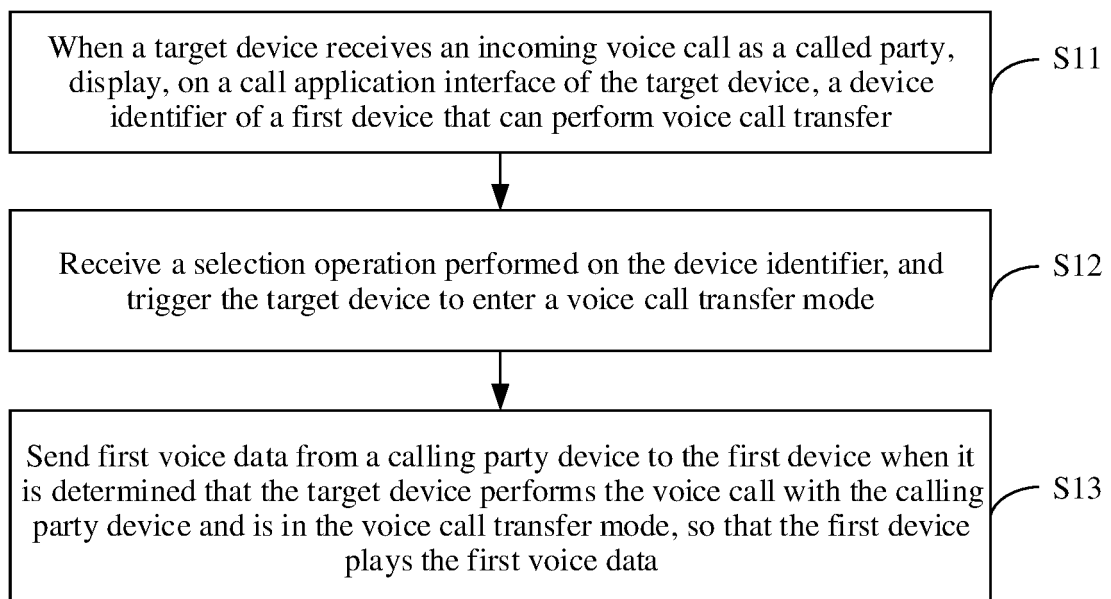 When a target device receives an incoming voice call as a called party,
display, on a call application interface of the target device, a device
identifier of a first device that can perform voice call transfer
S11
Receive a selection operation performed on the device identifier, and
trigger the target device to enter a voice call transfer mode
S12
Send first voice data from a calling party device to the first device when it
is determined that the target device performs the voice call with the calling
party device and is in the voice call transfer mode, so that the first device
plays the first voice data
S13